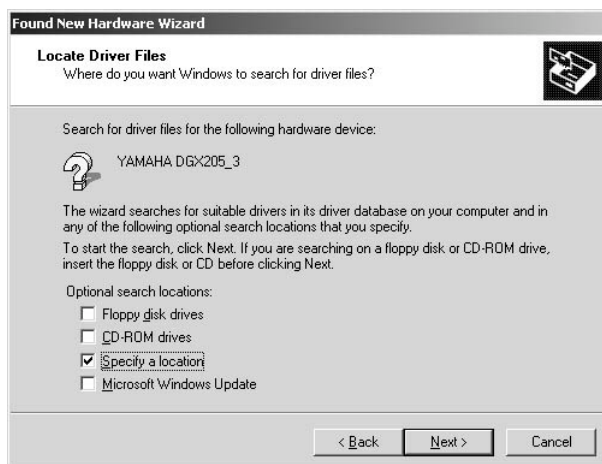 Found New Hardware Wizard
Locate Driver Files
Where do you want Windows to search for driver files?
Search for driver files for the following hardware device:
YAMAHA DGX205_3
The wizard searches for suitable drivers in its driver database on your computer and in
any of the following optional search locations that you specify.
To start the search, click Next. If you are searching on a floppy disk or CD-ROM drive,
insert the floppy disk or CD before clicking Next.
Optional search locations:
Floppy disk drives
CD-ROM drives
Specify a location
Microsoft Windows Update
< Back Next > Cancel